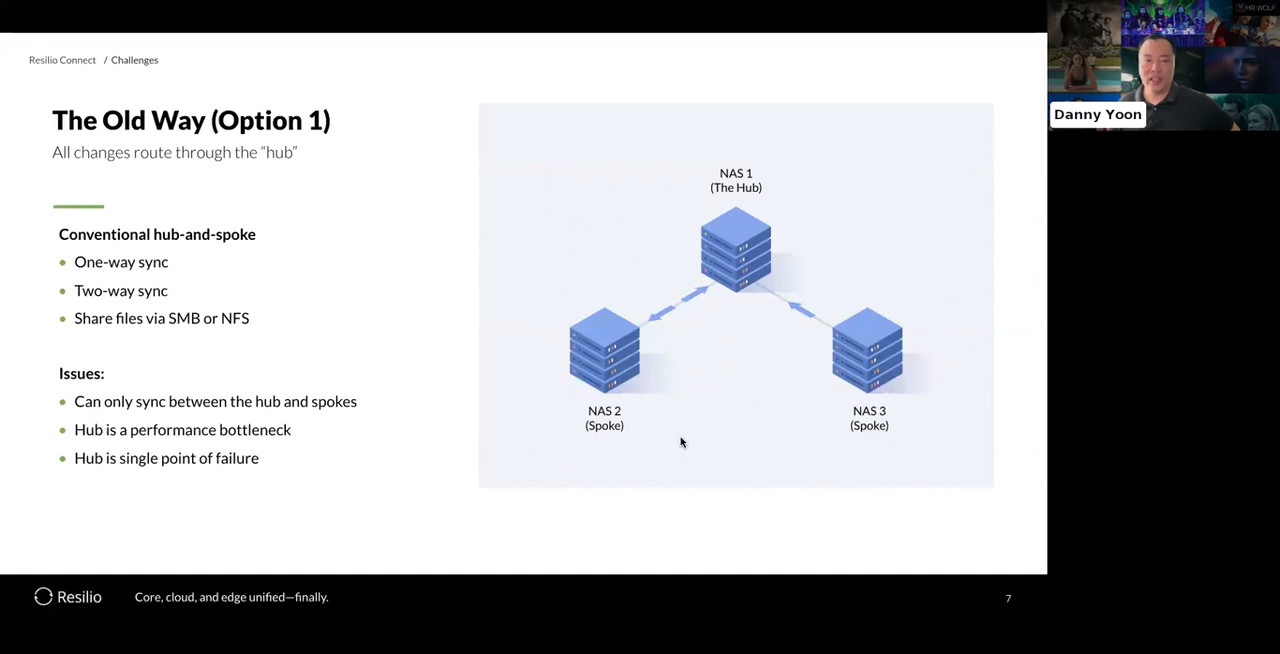 Resilio Connect / Challenges
MR.WOLF
Danny Yoon
The Old Way (Option 1)
All changes route through the “hub”
Conventional hub-and-spoke
One-way sync
Two-way sync
Share files via SMB or NFS
Issues:
Can only sync between the hub and spokes
Hub is a performance bottleneck
Hub is single point of failure
NAS 1
(The Hub)
NAS 2
(Spoke)
NAS 3
(Spoke)
Resilio
Core, cloud, and edge unified—finally.
7